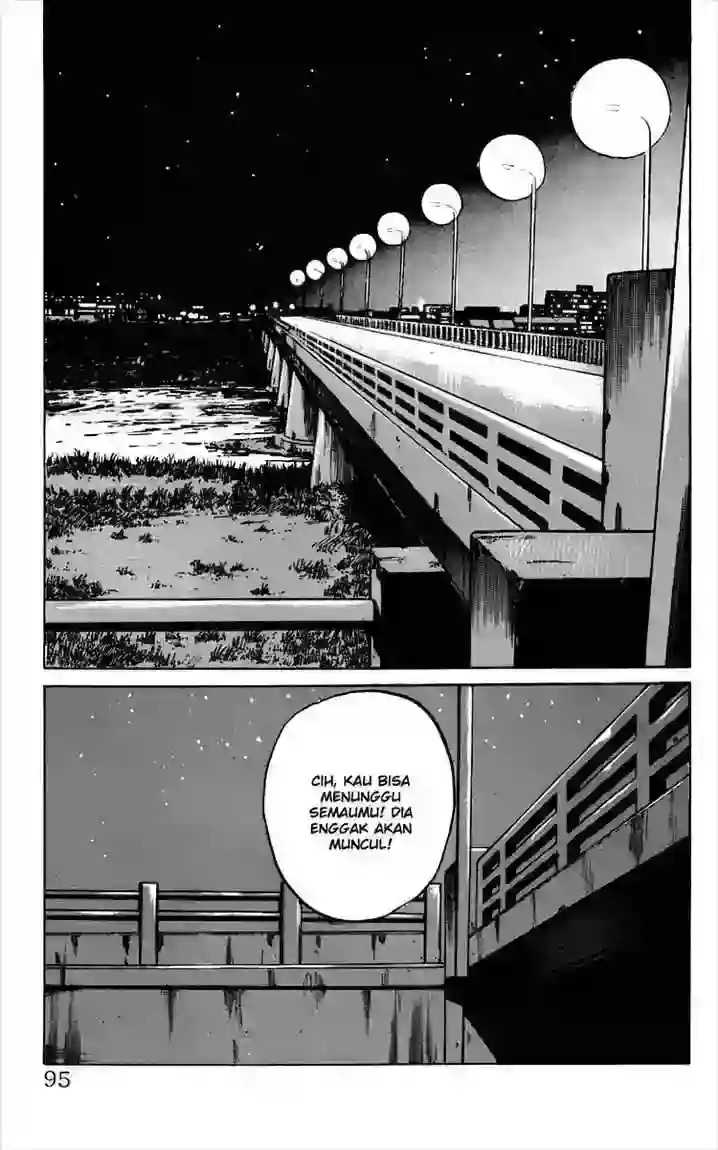 CIH, KAU BISA
MENUNGGU
SEMAUMU! DIA
ENGGAK AKAN
MUNCUL!
95